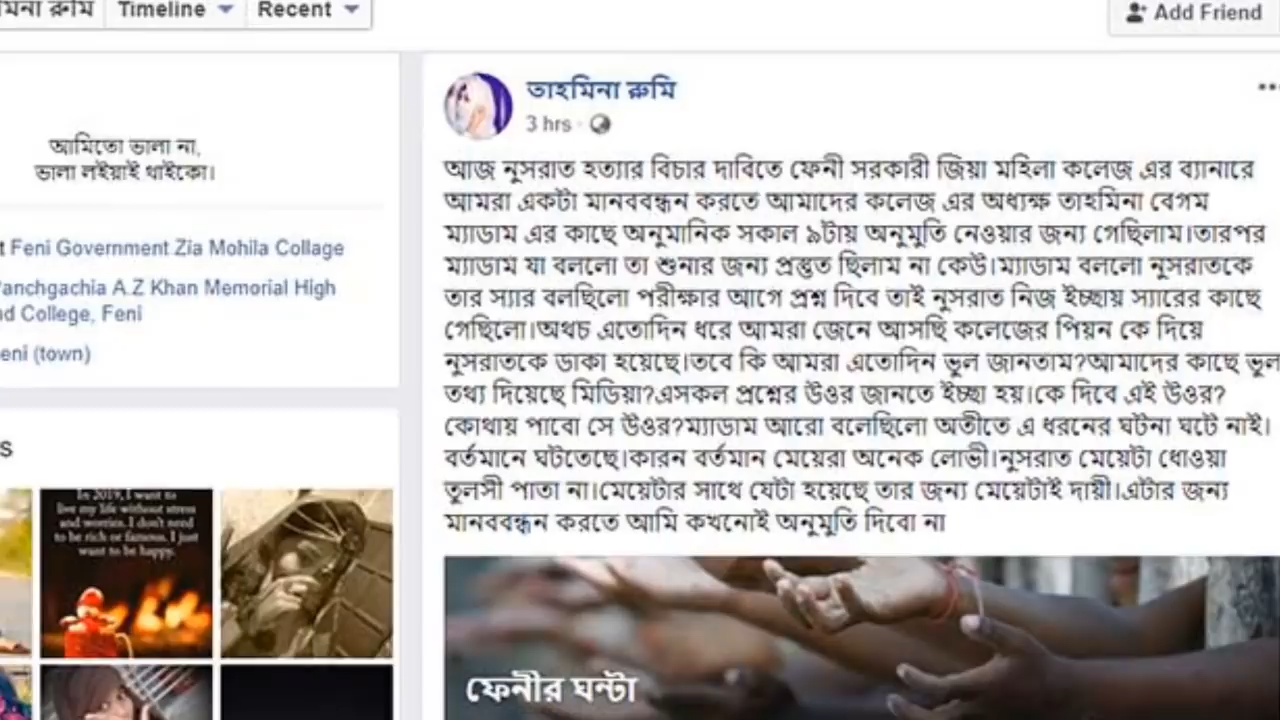 মিনা রুমি
Timeline
Recent
Add Friend
আমিতো ভালা না,
ভালা লইয়াই থাইকো।
t Feni Government Zia Mohila Collage
anchgachia A.Z Khan Memorial High
d College, Feni
eni (town)
s
In 2019, I want to
live my life without stress
and worries. I don't need
to be rich or famous. I just
want to be happy.
তাহমিনা রুমি
3 hrs
আজ নুসরাত হত্যার বিচার দাবিতে ফেনী সরকারী জিয়া মহিলা কলেজ এর ব্যানারে
আমরা একটা মানববন্ধন করতে আমাদের কলেজ এর অধ্যক্ষ তাহমিনা বেগম
ম্যাডাম এর কাছে অনুমানিক সকাল ৯টায় অনুমুতি নেওয়ার জন্য গেছিলাম।তারপর
ম্যাডাম যা বললো তা শুনার জন্য প্রস্তুত ছিলাম না কেউ।ম্যাডাম বললো নুসরাতকে
তার স্যার বলছিলো পরীক্ষার আগে প্রশ্ন দিবে তাই নুসরাত নিজ ইচ্ছায় স্যারের কাছে
গেছিলো।অথচ এতোদিন ধরে আমরা জেনে আসছি কলেজের পিয়ন কে দিয়ে
নুসরাতকে ডাকা হয়েছে।তবে কি আমরা এতোদিন ভুল জানতাম?আমাদের কাছে ভুল
তথ্য দিয়েছে মিডিয়া?এসকল প্রশ্নের উওর জানতে ইচ্ছা হয়।কে দিবে এই উওর?
কোথায় পাবো সে উওর?ম্যাডাম আরো বলেছিলো অতীতে এ ধরনের ঘটনা ঘটে নাই।
বর্তমানে ঘটতেছে।কারন বর্তমান মেয়েরা অনেক লোভী।নুসরাত মেয়েটা ধোওয়া
তুলসী পাতা না।মেয়েটার সাথে যেটা হয়েছে তার জন্য মেয়েটাই দায়ী।এটার জন্য
মানববন্ধন করতে আমি কখনোই অনুমুতি দিবো না
ফেনীর ঘন্টা